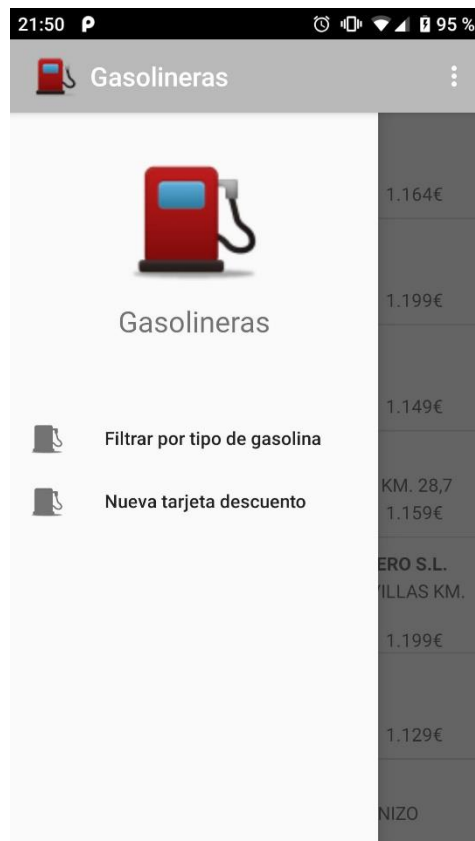 21:50 95 %
Gasolineras
1.164€
Gasolineras
1.199€
1.149€
Filtrar por tipo de gasolina
KM. 28,7
Nueva tarjeta descuento
1.159€
ERO S.L.
VILLAS KM.
1.199€
1.129€
NIZO